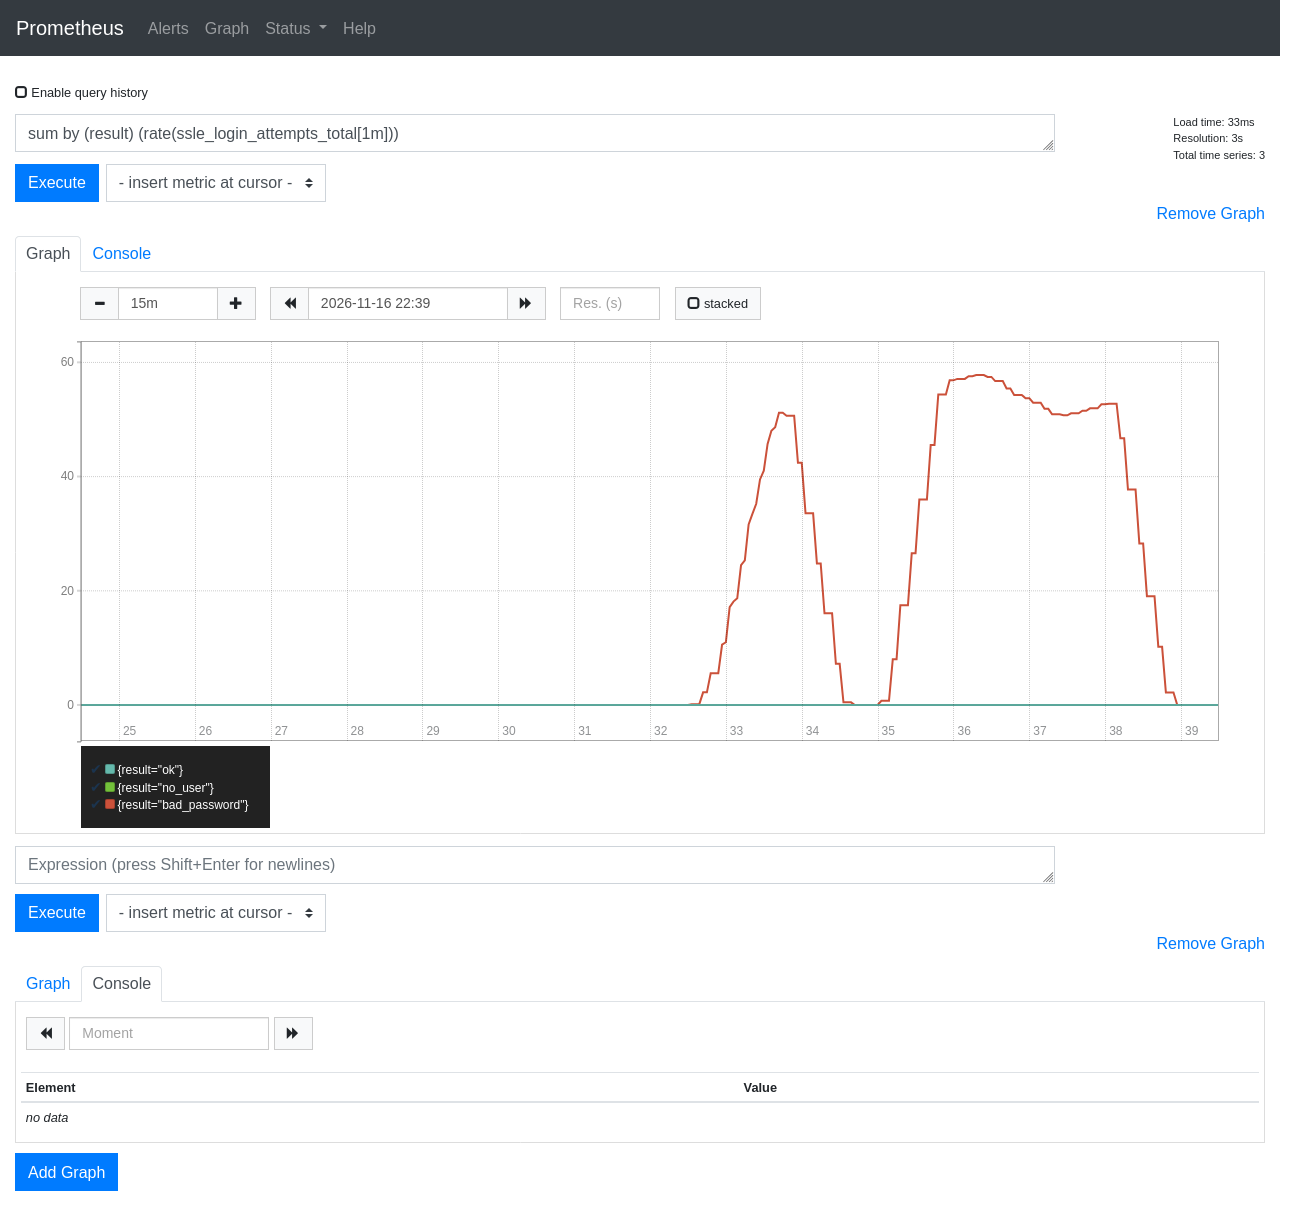 Prometheus Alerts Graph Status Help
Enable query history
sum by (result) (rate(ssle_login_attempts_total[1m]))
Load time: 33ms
Resolution: 3s
Total time series: 3
Execute - insert metric at cursor -
Remove Graph
Graph Console
15m 2026-11-16 22:39 Res. (s) stacked
60
40
20
0
25 26 27 28 29 30 31 32 33 34 35 36 37 38 39
{result="ok"}
{result="no_user"}
{result="bad_password"}
Expression (press Shift+Enter for newlines)
Execute - insert metric at cursor -
Remove Graph
Graph Console
Moment
Element Value
no data
Add Graph